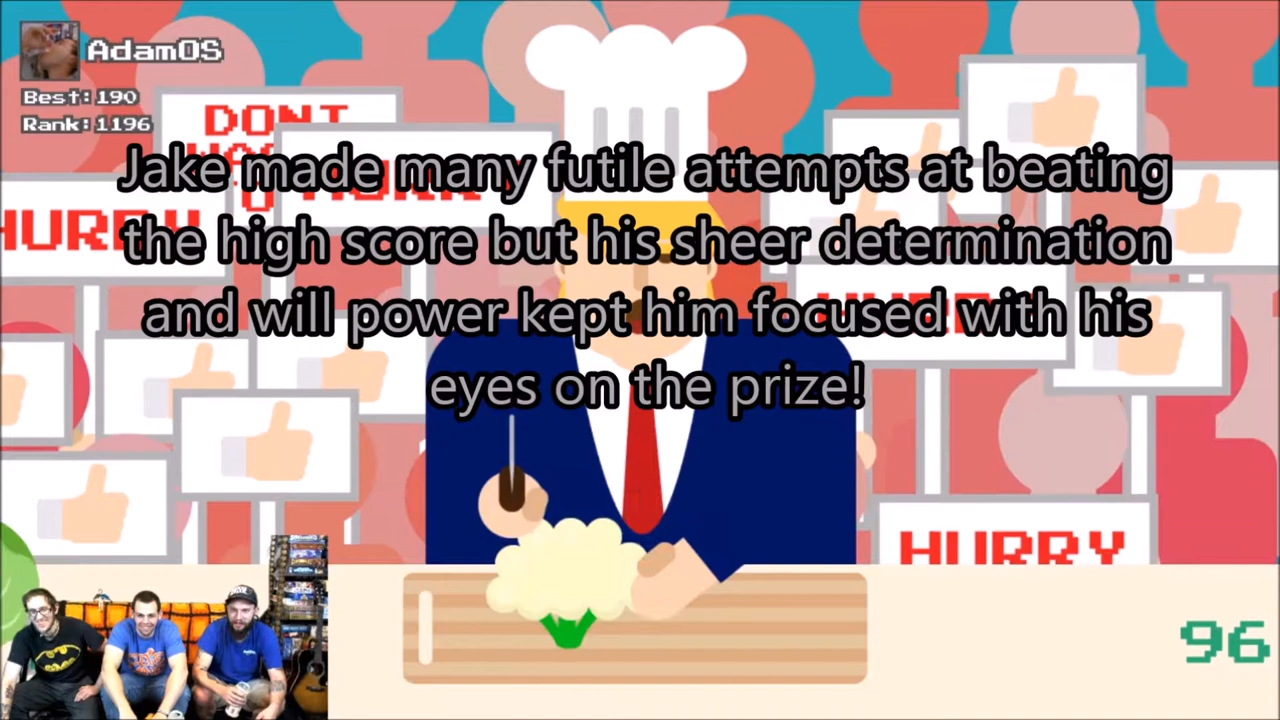 AdamOS
Best:190
Rank:1196
DONT
HURRY
Jake made many futile attempts at beating
the high score but his sheer determination
and will power kept him focused with his
eyes on the prize!
HURRY
96